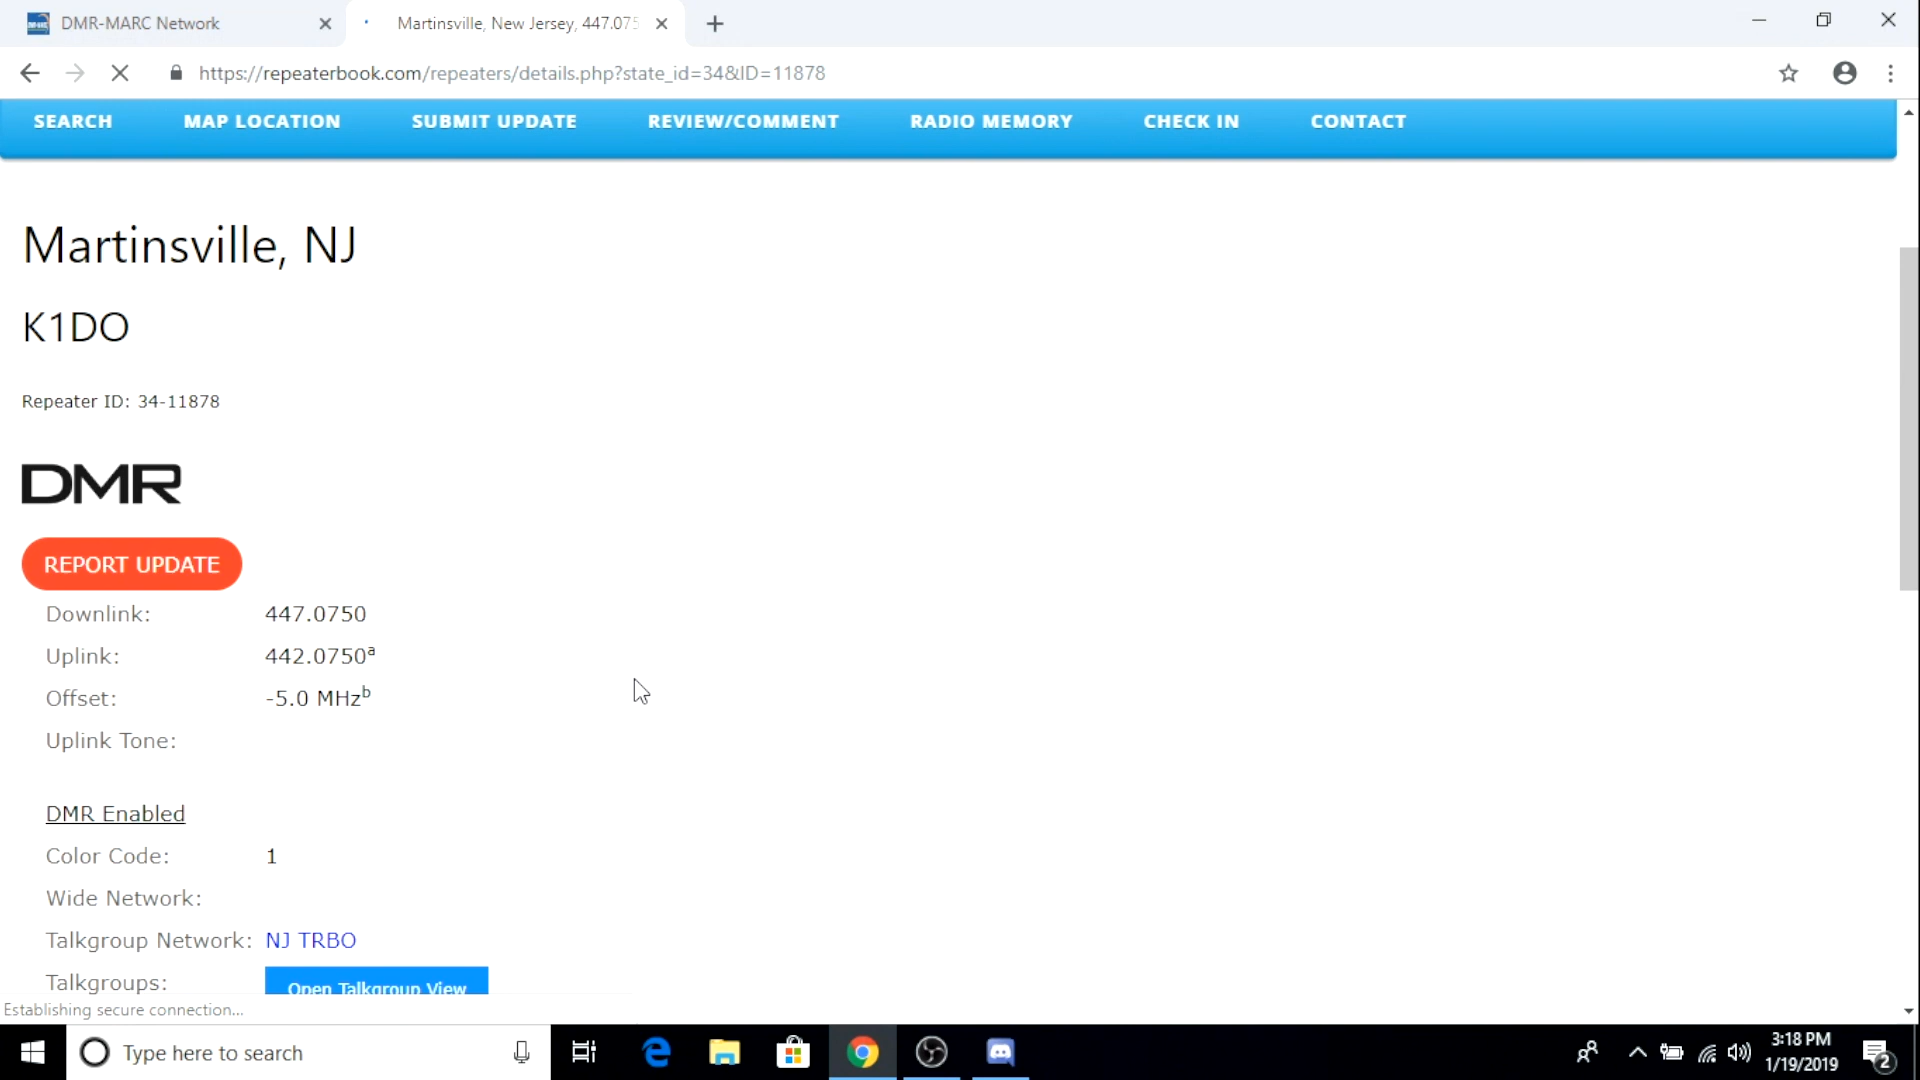 DMR-MARC Network
Martinsville, New Jersey, 447.075
https://repeaterbook.com/repeaters/details.php?state_id=34&ID=11878
SEARCH MAP LOCATION SUBMIT UPDATE REVIEW/COMMENT RADIO MEMORY CHECK IN CONTACT
Martinsville, NJ
K1DO
Repeater ID: 34-11878
DMR
REPORT UPDATE
Downlink: 447.0750
Uplink: 442.0750a
Offset: -5.0 MHzb
Uplink Tone:
DMR Enabled
Color Code: 1
Wide Network:
Talkgroup Network: NJ TRBO
Talkgroups: Open Talkgroup View
Establishing secure connection...
Type here to search
3:18 PM
1/19/2019
2